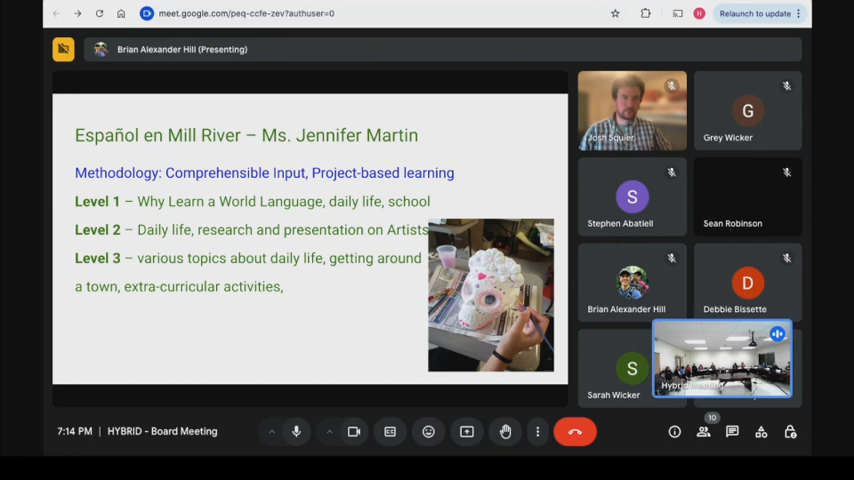 meet.google.com/peq-ccfe-zev?authuser=0
H
Relaunch to update
Brian Alexander Hill (Presenting)
Español en Mill River – Ms. Jennifer Martin
Methodology: Comprehensible Input, Project-based learning
Level 1 – Why Learn a World Language, daily life, school
Level 2 – Daily life, research and presentation on Artists
Level 3 – various topics about daily life, getting around
a town, extra-curricular activities,
Josh Squier
G
Grey Wicker
S
Stephen Abatiell
Sean Robinson
Brian Alexander Hill
D
Debbie Bissette
S
Sarah Wicker
Hybrid Meeting
7:14 PM | HYBRID - Board Meeting
10